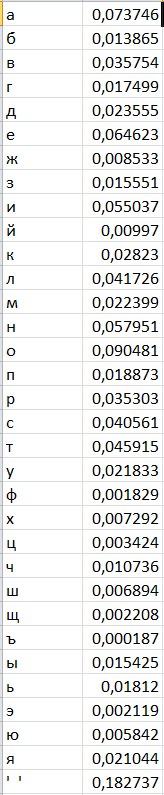 а 0,073746
б 0,013865
в 0,035754
г 0,017499
д 0,023555
е 0,064623
ж 0,008533
з 0,015551
и 0,055037
й 0,00997
к 0,02823
л 0,041726
м 0,022399
н 0,057951
о 0,090481
п 0,018873
р 0,035303
с 0,040561
т 0,045915
у 0,021833
ф 0,001829
х 0,007292
ц 0,003424
ч 0,010736
ш 0,006894
щ 0,002208
ъ 0,000187
ы 0,015425
ь 0,01812
э 0,002119
ю 0,005842
я 0,021044
' ' 0,182737